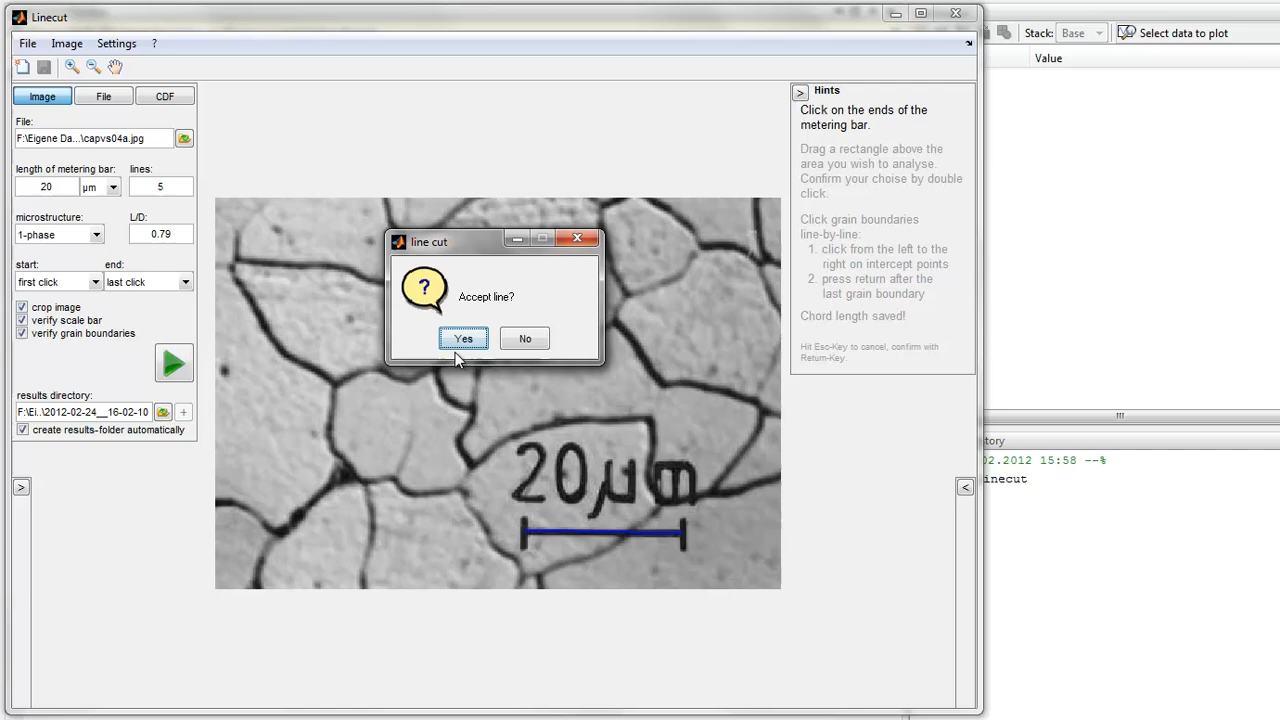 Linecut
File Image Settings ?
Stack: Base Select data to plot
Value
Image File CDF
File:
F:\Eigene Da...\capvs04a.jpg
length of metering bar: lines:
20 µm 5
microstructure: L/D:
1-phase 0.79
start: end:
first click last click
crop image
verify scale bar
verify grain boundaries
results directory:
F:\Ei..\2012-02-24__16-02-10 +
create results-folder automatically
>
line cut
?
Accept line?
Yes No
20µm
> Hints
Click on the ends of the
metering bar.
Drag a rectangle above the
area you wish to analyse.
Confirm your choise by double
click.
Click grain boundaries
line-by-line:
1 click from the left to the
right on intercept points
2 press return after the
last grain boundary
Chord length saved!
Hit Esc-Key to cancel, confirm with
Return-Key.
<
ory
02.2012 15:58 --%
inecut